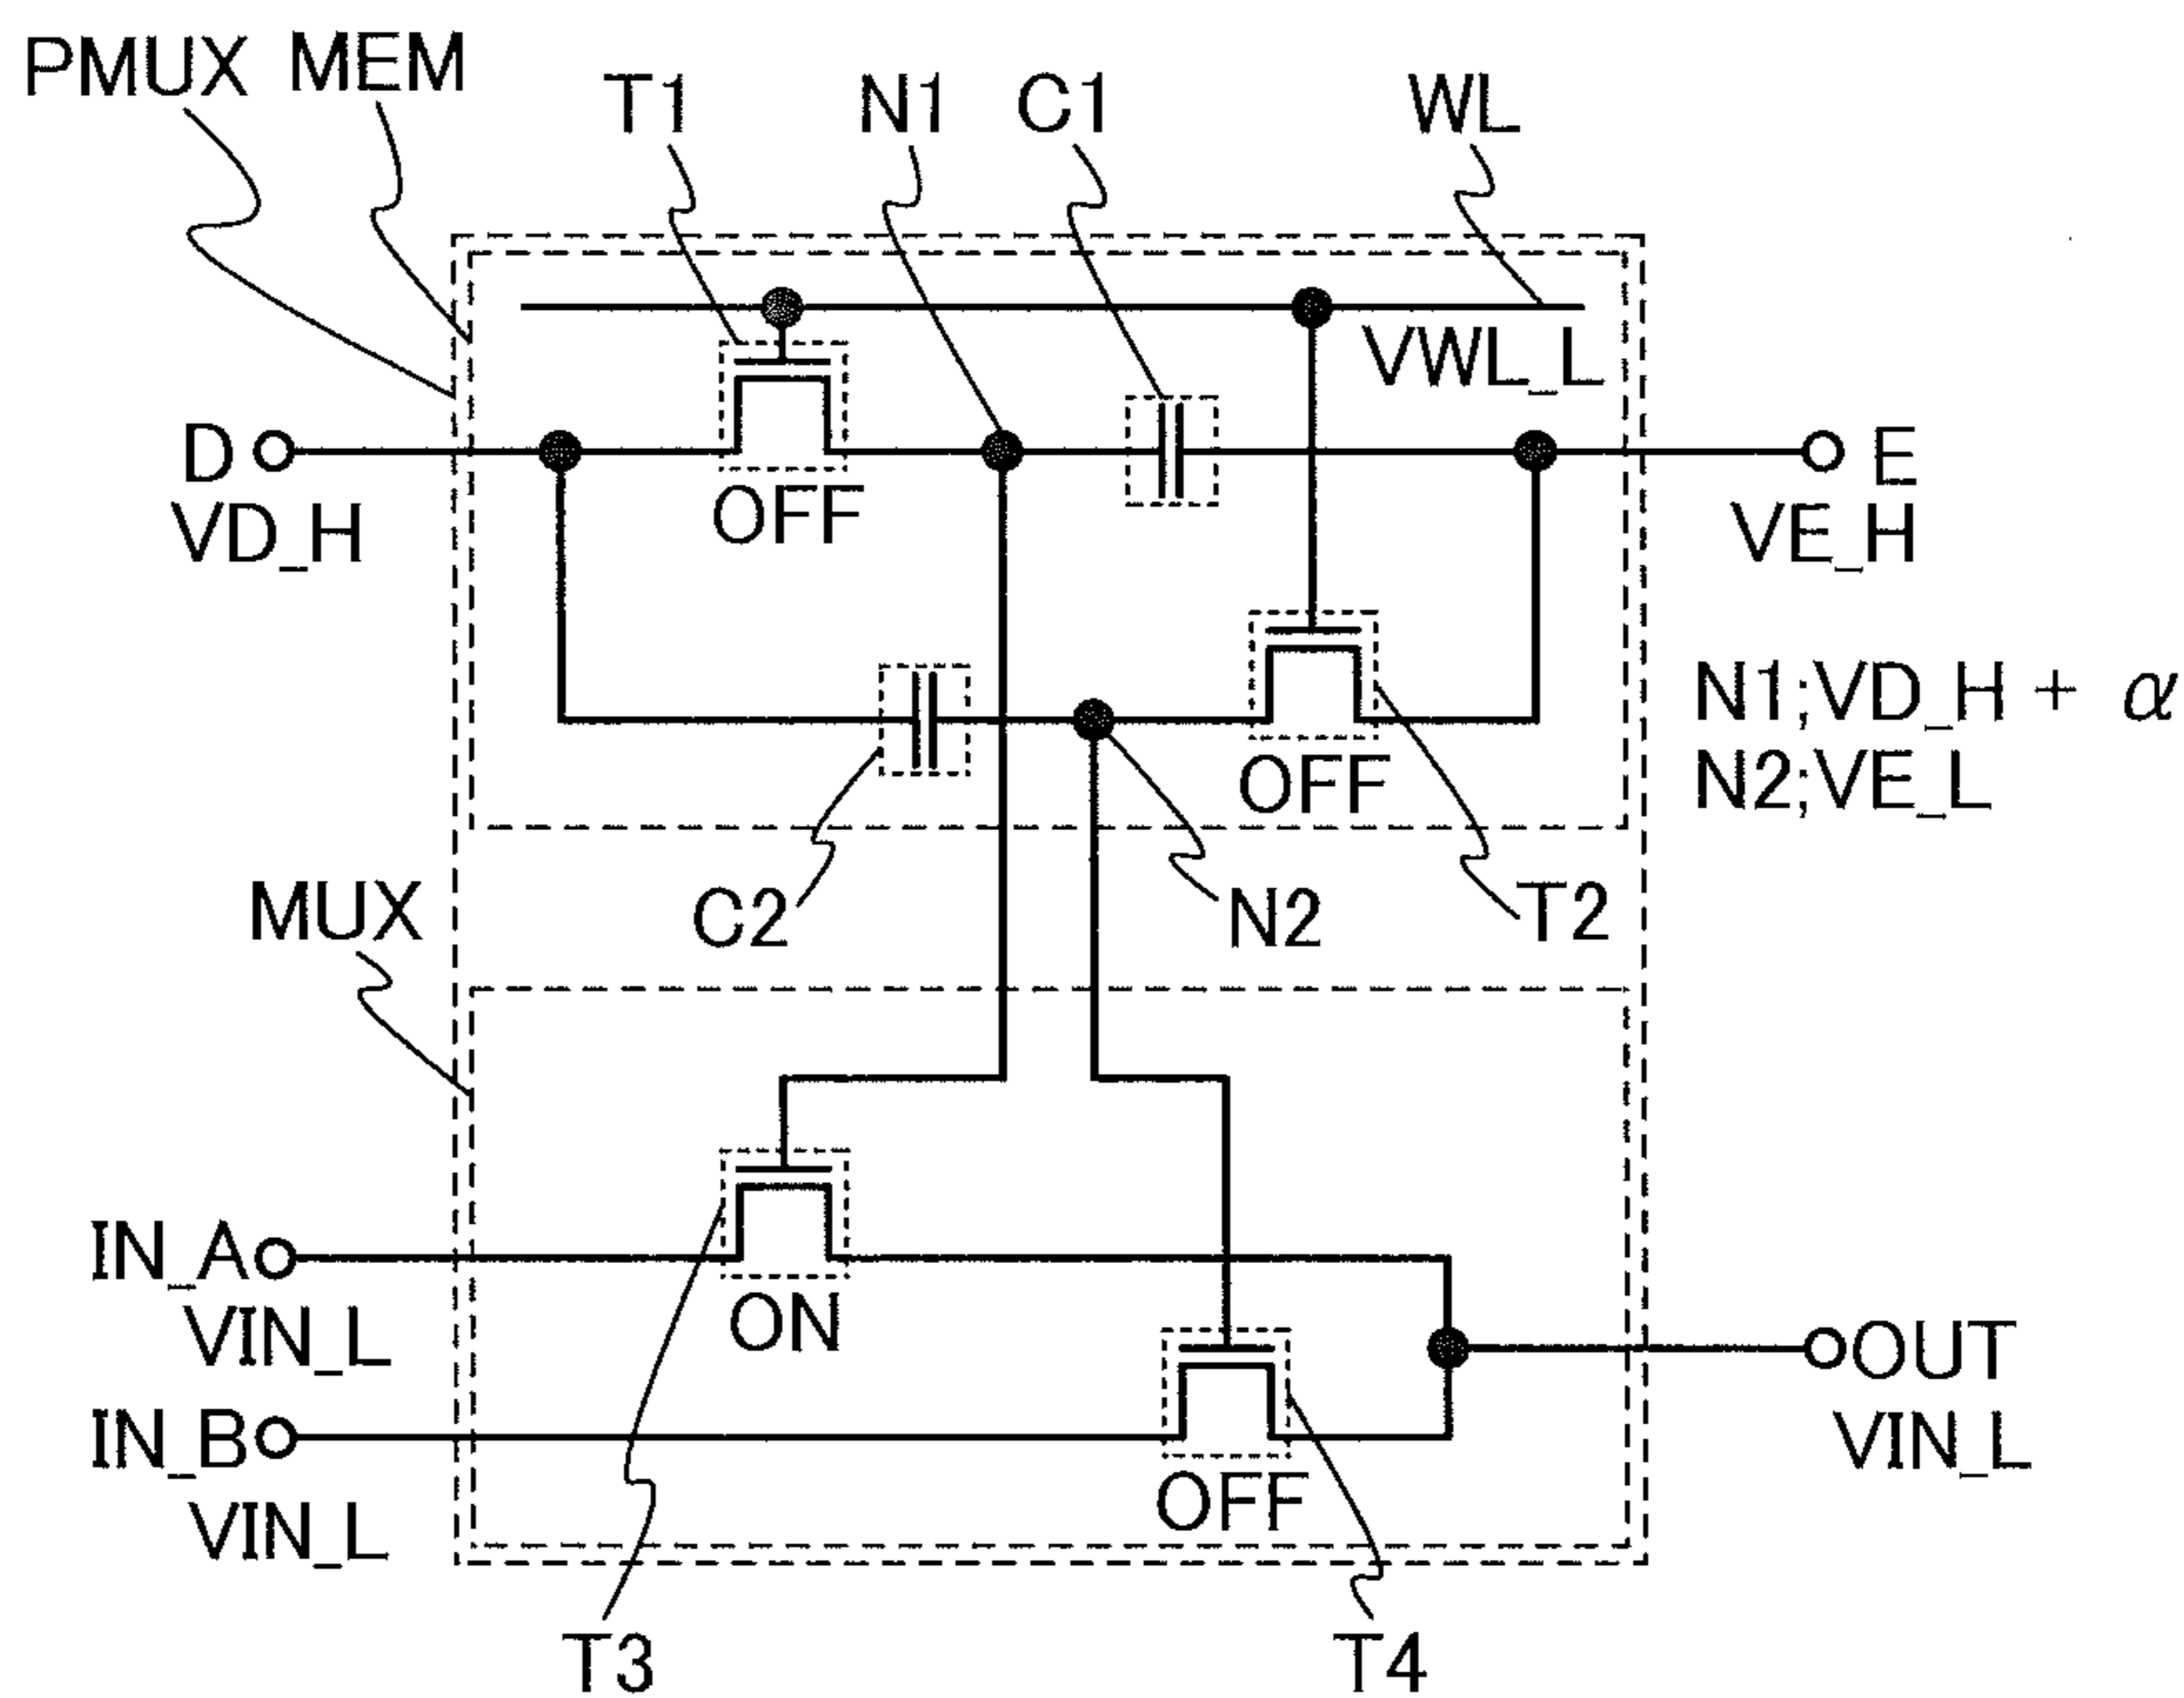 PMUX MEM T1 N1 C1 WL
VWL_L
D E
VD_H OFF VE_H
N1;VD_H + α
N2;VE_L
OFF
MUX C2 N2 T2
IN_A
VIN_L ON
OUT
IN_B VIN_L
VIN_L OFF
T3 T4